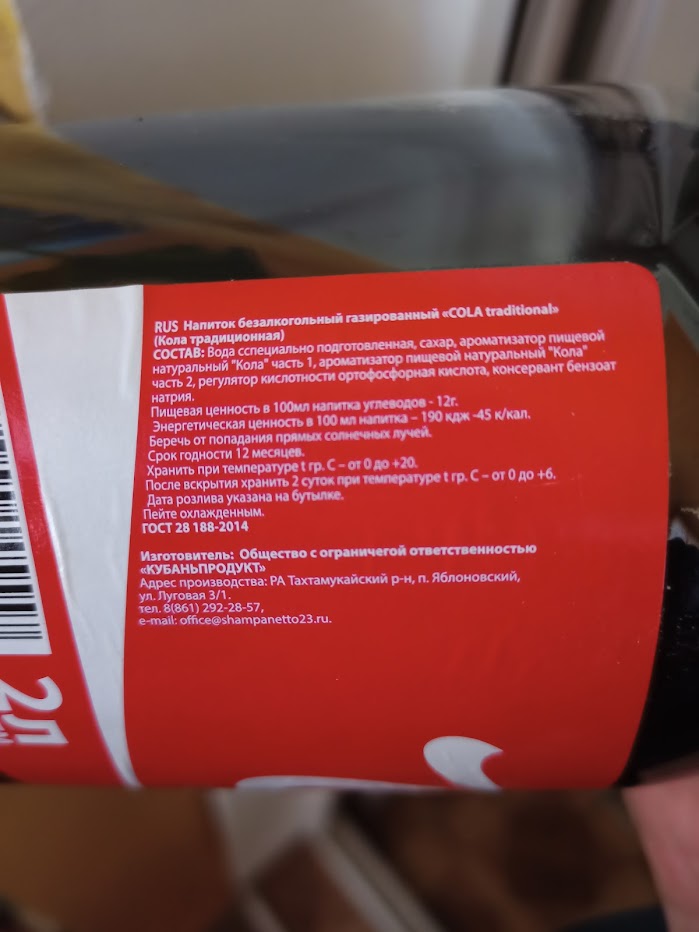 RUS Напиток безалкогольный газированный «COLA traditional»
(Кола традиционная)
СОСТАВ: Вода сспециально подготовленная, сахар, ароматизатор пищевой
натуральный "Кола" часть 1, ароматизатор пищевой натуральный "Кола"
часть 2, регулятор кислотности ортофосфорная кислота, консервант бензоат
натрия.
Пищевая ценность в 100мл напитка углеводов - 12г.
Энергетическая ценность в 100 мл напитка – 190 кдж -45 к/кал.
Беречь от попадания прямых солнечных лучей.
Срок годности 12 месяцев.
Хранить при температуре t гр. С – от 0 до +20.
После вскрытия хранить 2 суток при температуре t гр. С – от 0 до +6.
Дата розлива указана на бутылке.
Пейте охлажденным.
ГОСТ 28 188-2014
Изготовитель: Общество с ограничегой ответственностью
«КУБАНЬПРОДУКТ»
Адрес производства: РА Тахтамукайский р-н, п. Яблоновский,
ул. Луговая 3/1.
тел. 8(861) 292-28-57,
e-mail: office@shampanetto23.ru.
2Л